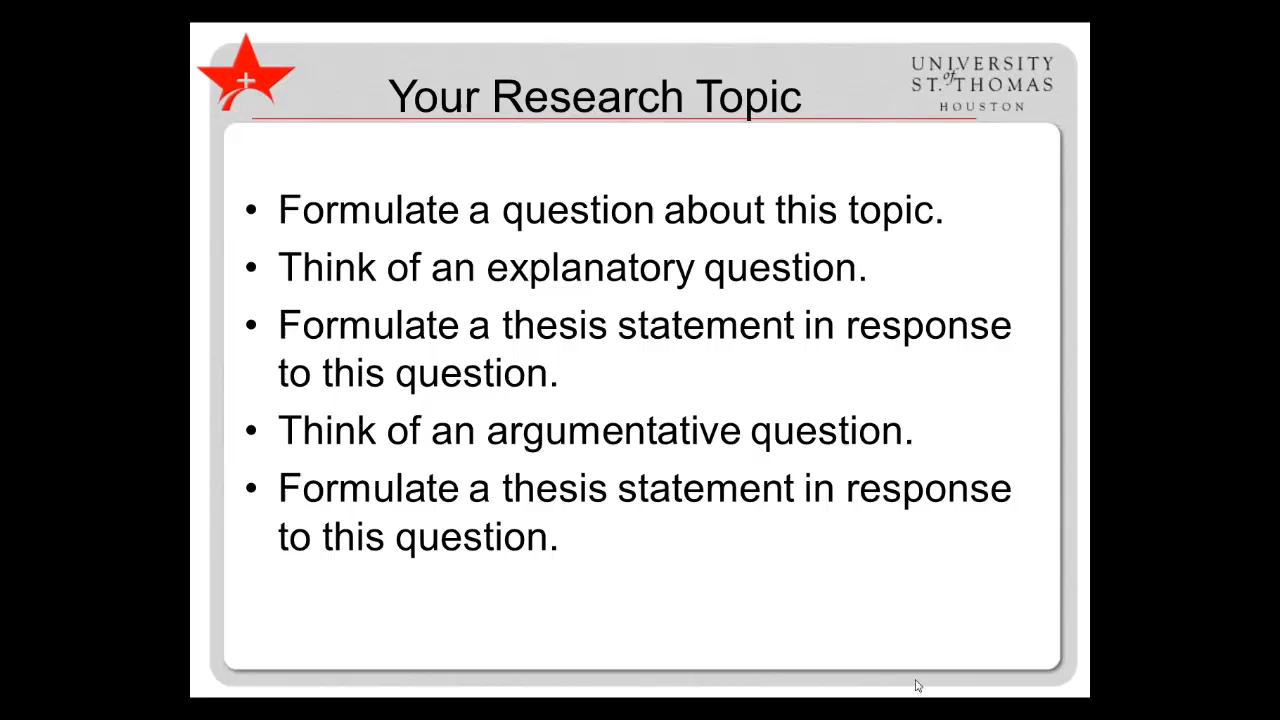 Your Research Topic
UNIVERSITY
of
ST. THOMAS
HOUSTON
• Formulate a question about this topic.
• Think of an explanatory question.
• Formulate a thesis statement in response
to this question.
• Think of an argumentative question.
• Formulate a thesis statement in response
to this question.